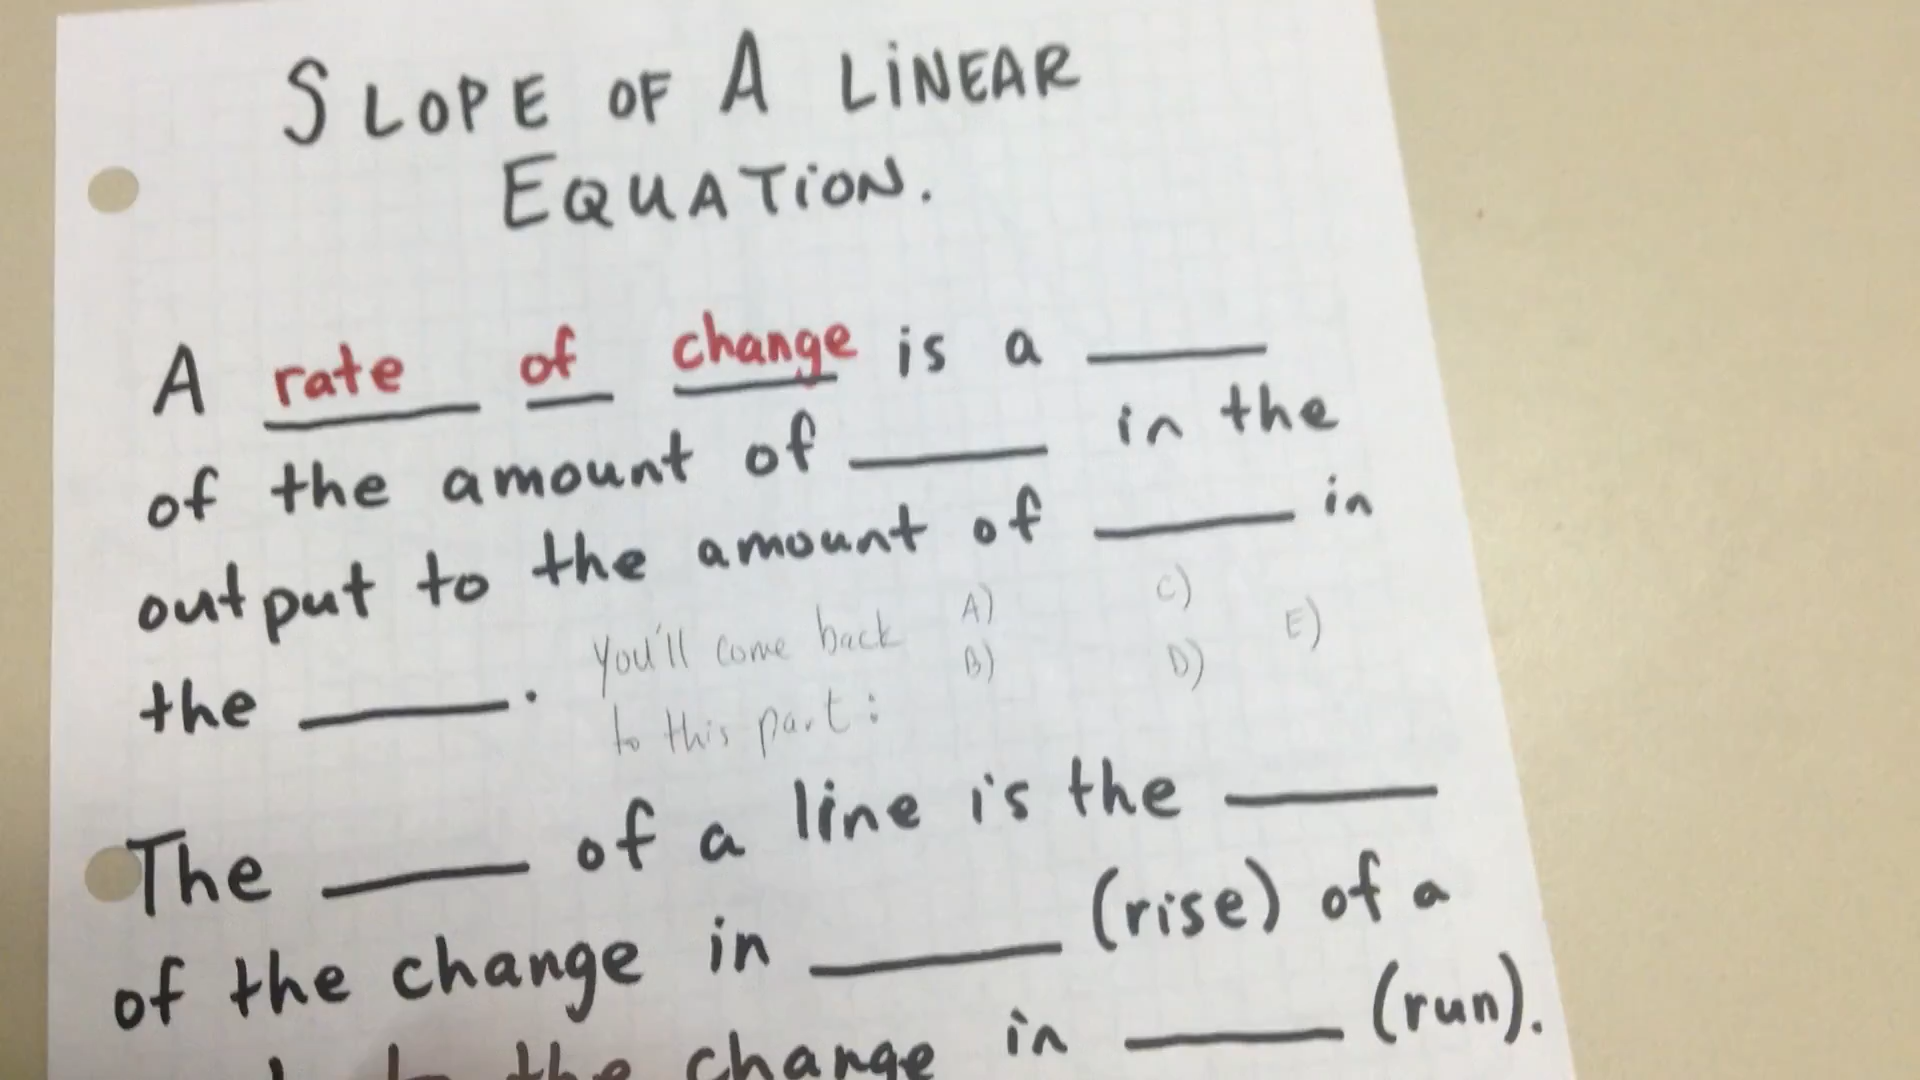 SLOPE OF A LINEAR
EQUATION.
A rate of change is a ____
of the amount of ____ in the
output to the amount of ____ in
the ____.
you'll come back
to this part:
A) C) E)
B) D)
The ____ of a line is the ____
of the change in ____ (rise) of a
to the change in ____ (run).